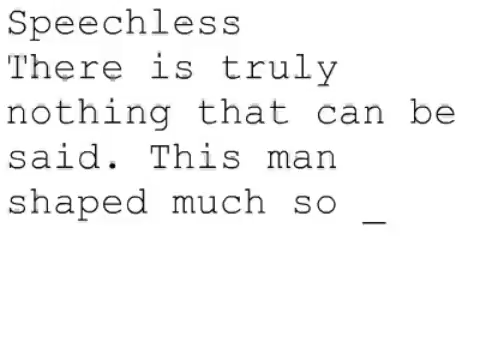 Speechless
There is truly
nothing that can be
said. This man
shaped much so _